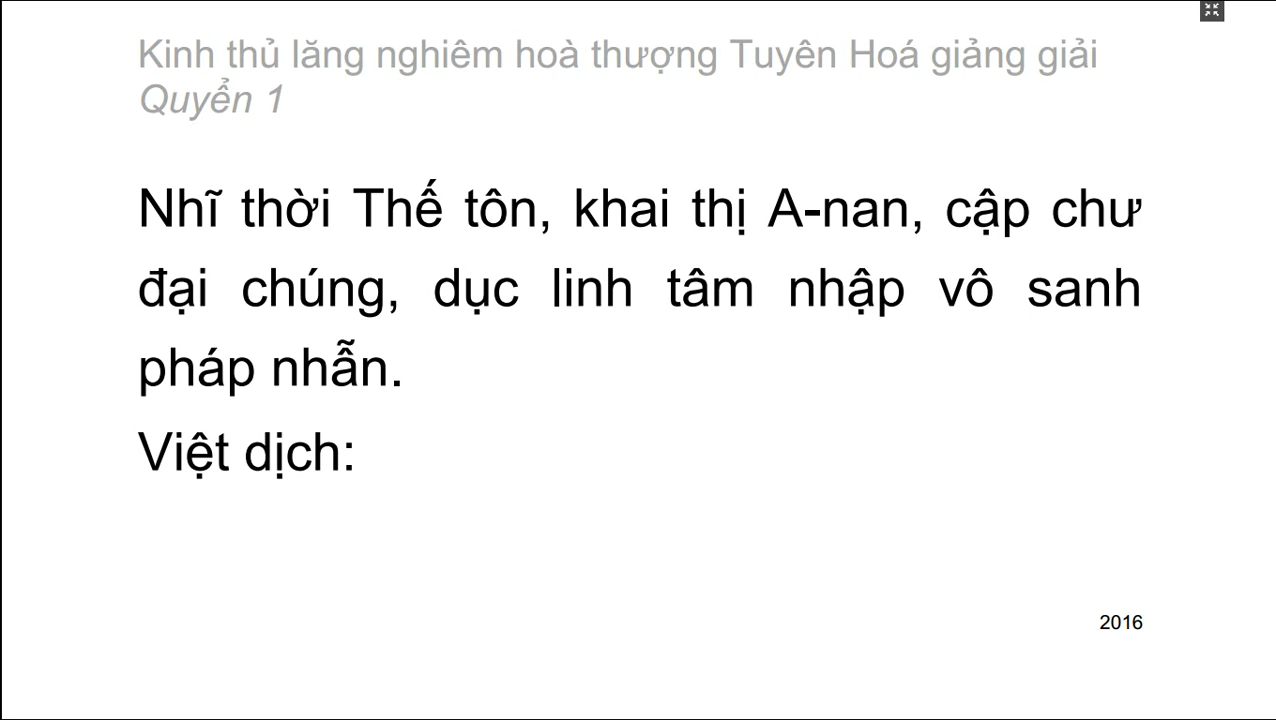 Kinh thủ lăng nghiêm hoà thượng Tuyên Hoá giảng giải
Quyển 1
Nhĩ thời Thế tôn, khai thị A-nan, cập chư
đại chúng, dục linh tâm nhập vô sanh
pháp nhẫn.
Việt dịch:
2016